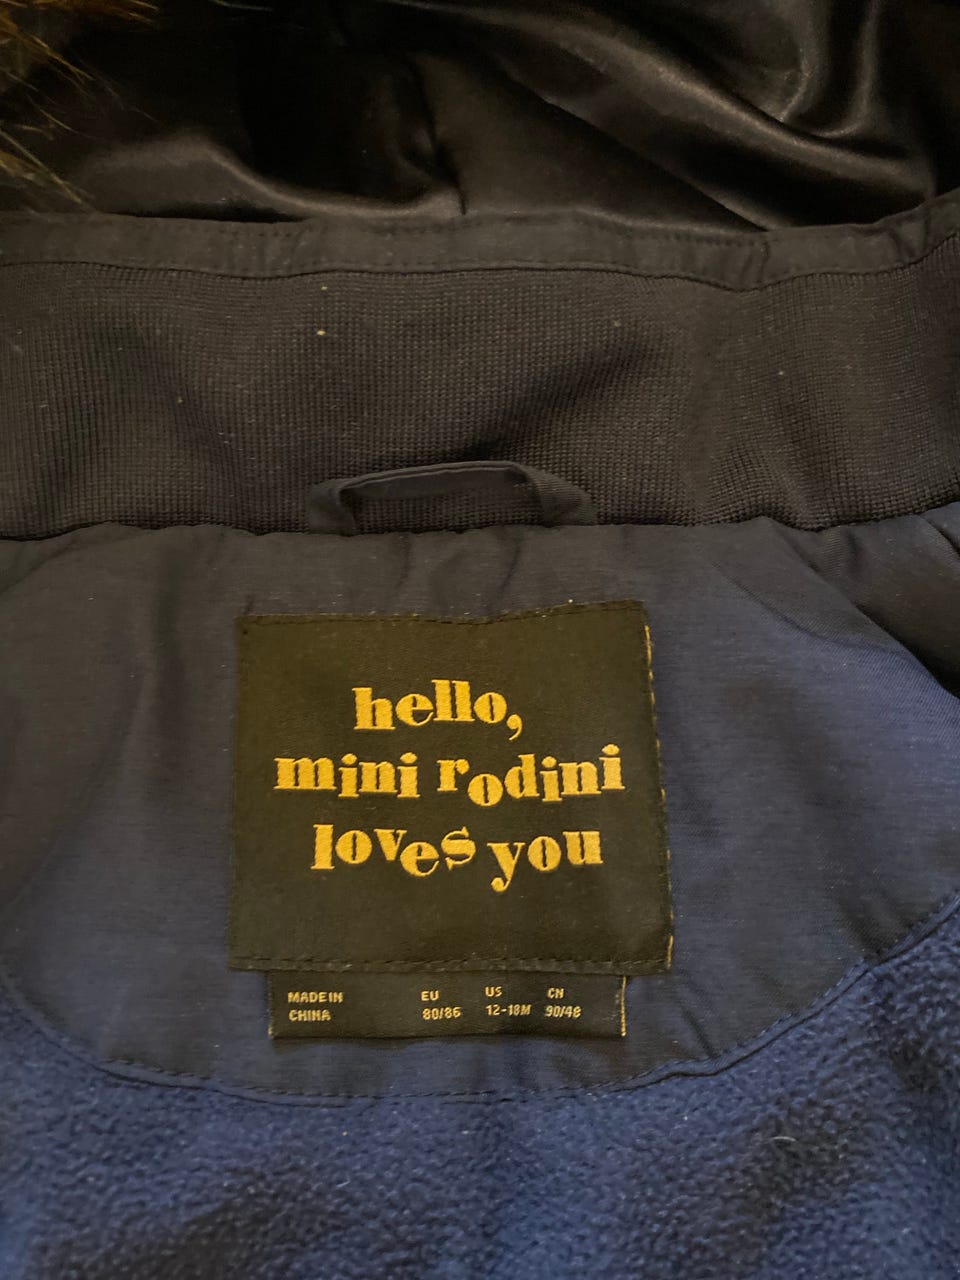 hello,
mini rodini
loves you
MADE IN EU US CN
CHINA 80/86 12-18M 90/48